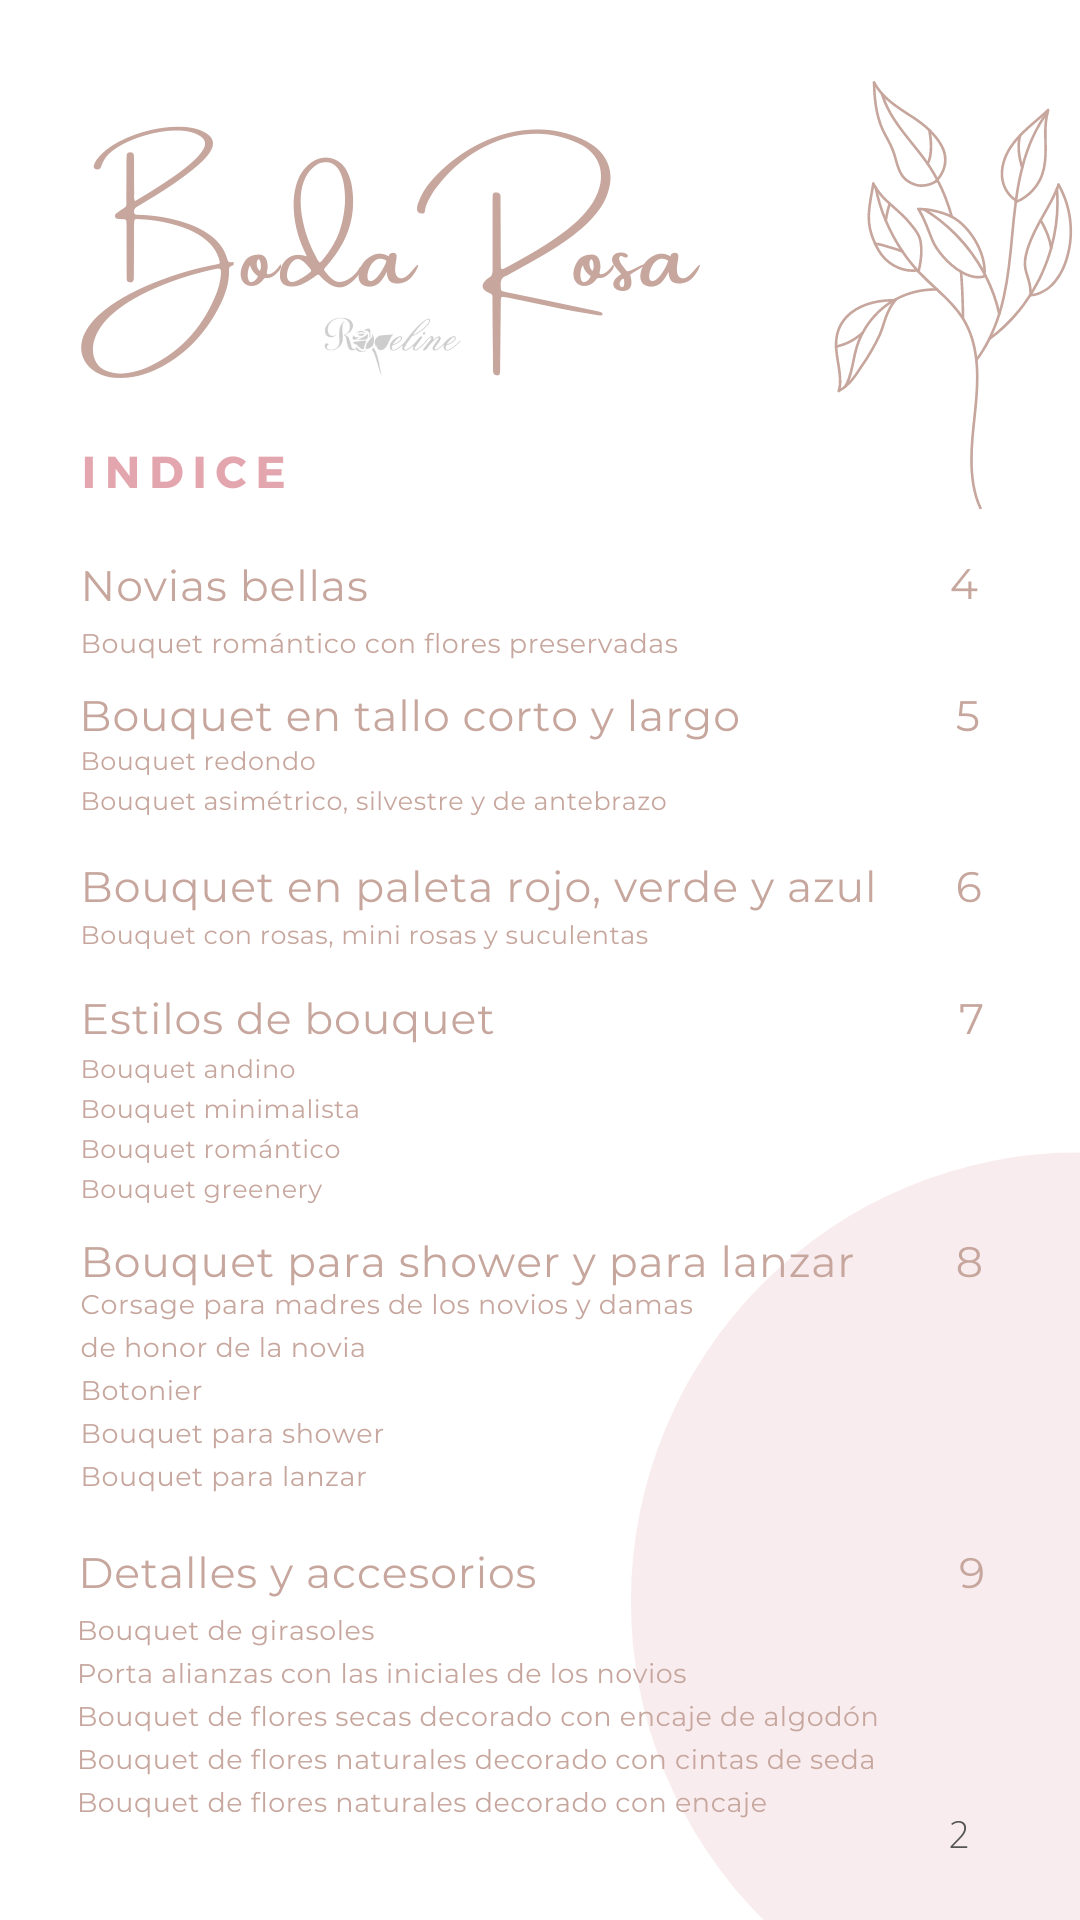 Boda Rosa
Roseline
INDICE
Novias bellas 4
Bouquet romántico con flores preservadas
Bouquet en tallo corto y largo 5
Bouquet redondo
Bouquet asimétrico, silvestre y de antebrazo
Bouquet en paleta rojo, verde y azul 6
Bouquet con rosas, mini rosas y suculentas
Estilos de bouquet 7
Bouquet andino
Bouquet minimalista
Bouquet romántico
Bouquet greenery
Bouquet para shower y para lanzar 8
Corsage para madres de los novios y damas
de honor de la novia
Botonier
Bouquet para shower
Bouquet para lanzar
Detalles y accesorios 9
Bouquet de girasoles
Porta alianzas con las iniciales de los novios
Bouquet de flores secas decorado con encaje de algodón
Bouquet de flores naturales decorado con cintas de seda
Bouquet de flores naturales decorado con encaje
2